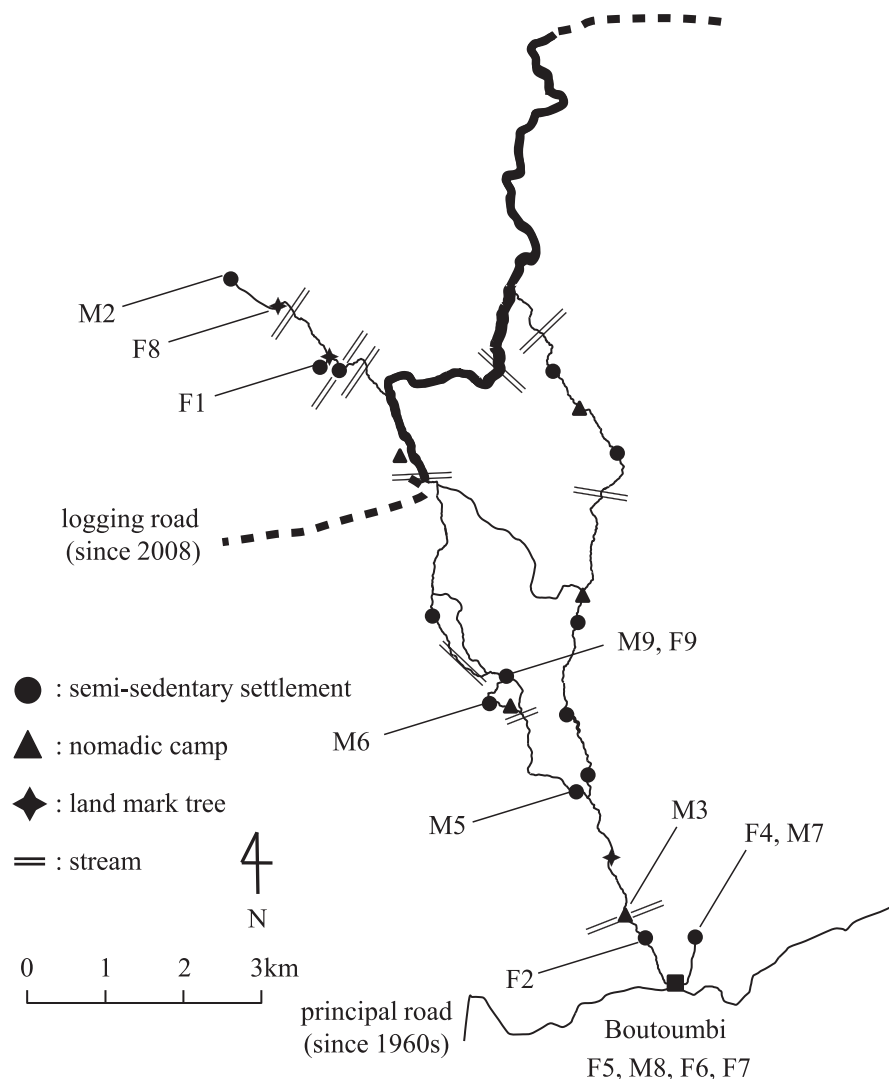 M2
F8
F1
logging road
(since 2008)
M9, F9
: semi-sedentary settlement
M6
: nomadic camp
: land mark tree
M5
M3
F4, M7
: stream
N
0 1 2 3km
F2
principal road
(since 1960s)
Boutoumbi
F5, M8, F6, F7